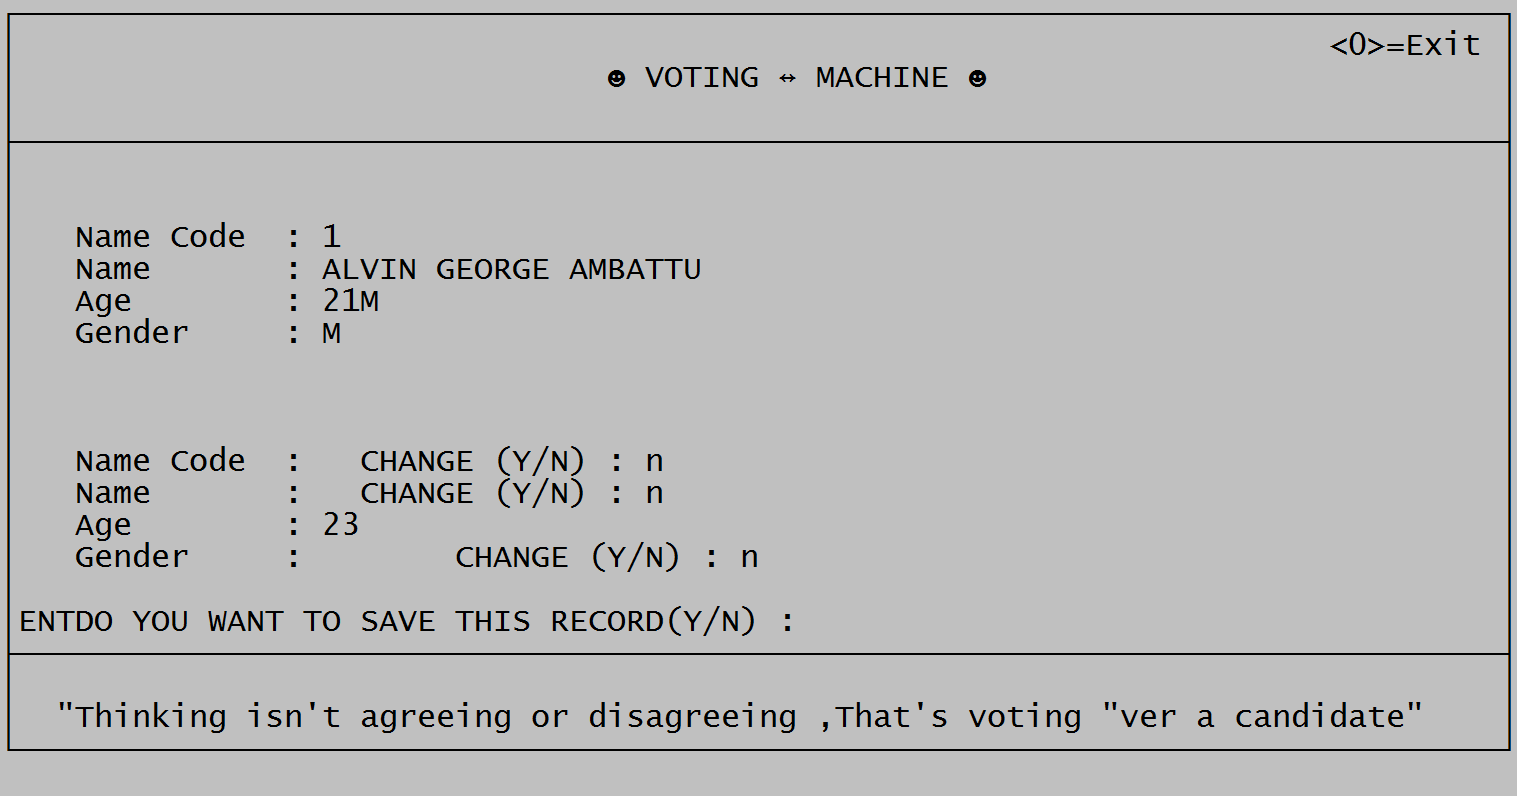 <0>=Exit
☻ VOTING ↔ MACHINE ☻
Name Code : 1
Name : ALVIN GEORGE AMBATTU
Age : 21M
Gender : M
Name Code : CHANGE (Y/N) : n
Name : CHANGE (Y/N) : n
Age : 23
Gender : CHANGE (Y/N) : n
ENTDO YOU WANT TO SAVE THIS RECORD(Y/N) :
"Thinking isn't agreeing or disagreeing ,That's voting "ver a candidate"